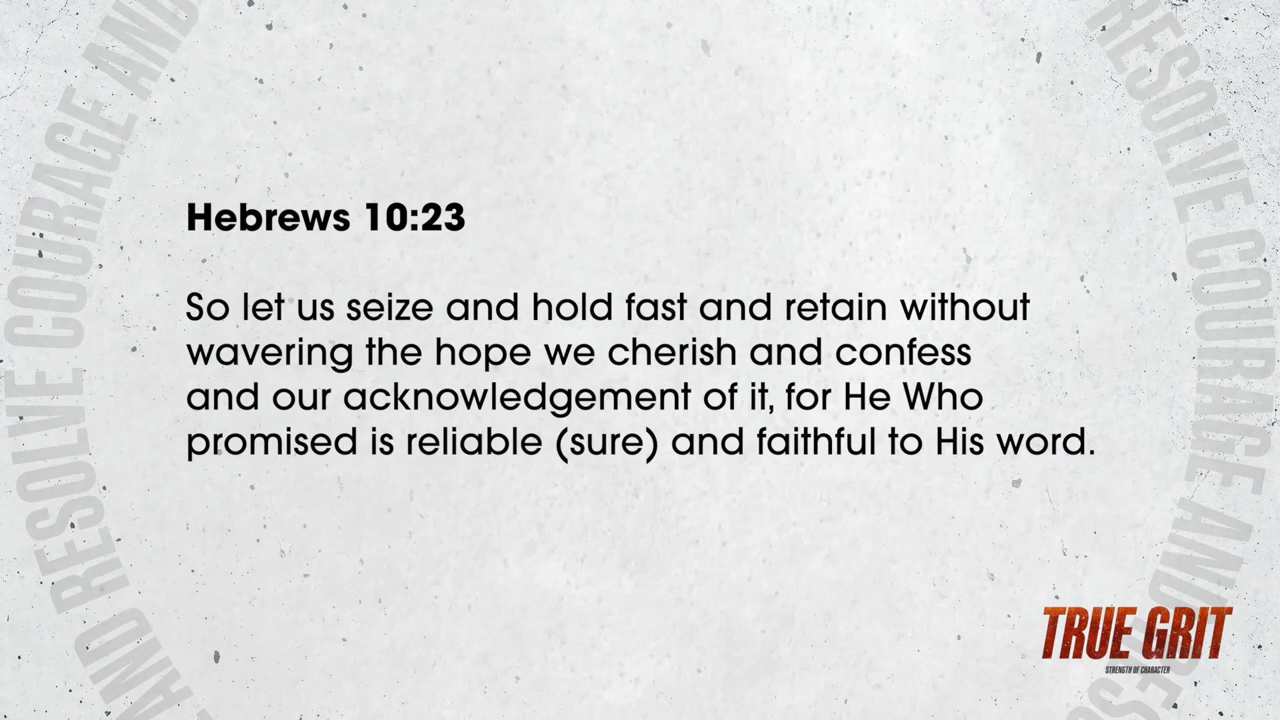 Hebrews 10:23
So let us seize and hold fast and retain without
wavering the hope we cherish and confess
and our acknowledgement of it, for He Who
promised is reliable (sure) and faithful to His word.
AND RESOLVE COURAGE AND
RESOLVE COURAGE AND RES
TRUE GRIT
STRENGTH OF CHARACTER